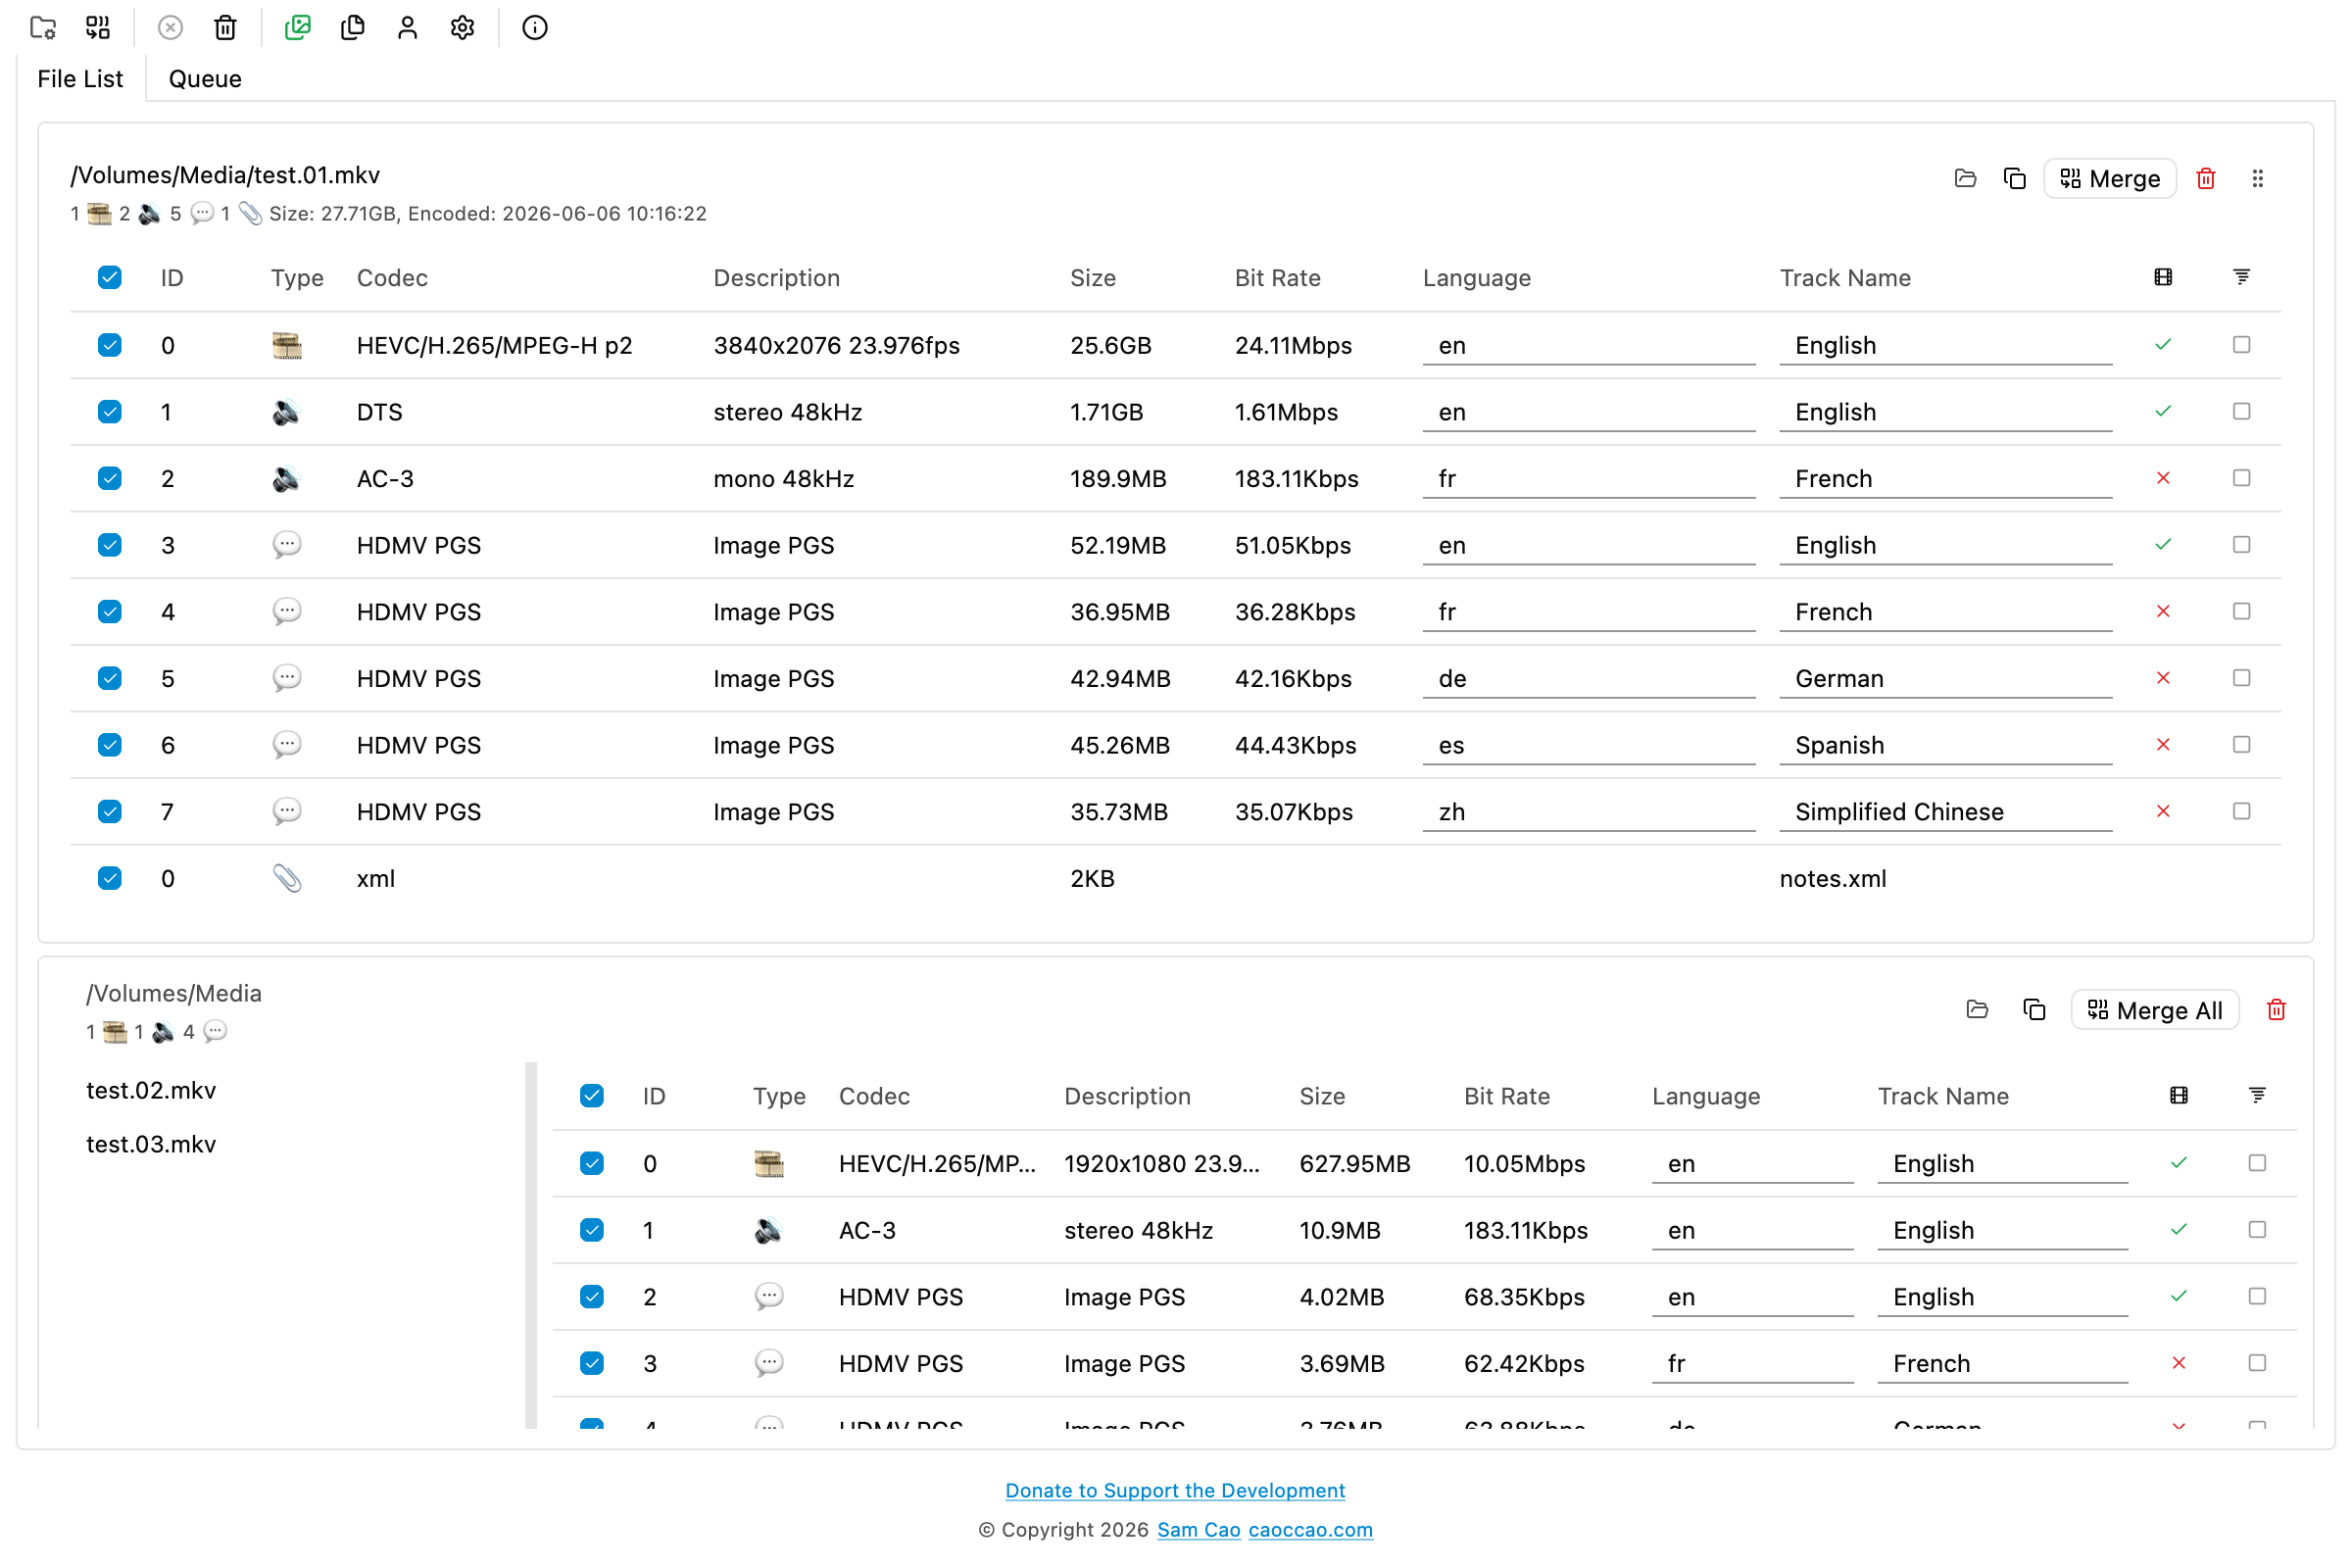 File List Queue
/Volumes/Media/test.01.mkv
Merge
1 2 5 1 Size: 27.71GB, Encoded: 2026-06-06 10:16:22
ID Type Codec Description Size Bit Rate Language Track Name
0 HEVC/H.265/MPEG-H p2 3840x2076 23.976fps 25.6GB 24.11Mbps en English
1 DTS stereo 48kHz 1.71GB 1.61Mbps en English
2 AC-3 mono 48kHz 189.9MB 183.11Kbps fr French
3 HDMV PGS Image PGS 52.19MB 51.05Kbps en English
4 HDMV PGS Image PGS 36.95MB 36.28Kbps fr French
5 HDMV PGS Image PGS 42.94MB 42.16Kbps de German
6 HDMV PGS Image PGS 45.26MB 44.43Kbps es Spanish
7 HDMV PGS Image PGS 35.73MB 35.07Kbps zh Simplified Chinese
0 xml 2KB notes.xml
/Volumes/Media
Merge All
1 1 4
test.02.mkv
test.03.mkv
ID Type Codec Description Size Bit Rate Language Track Name
0 HEVC/H.265/MP... 1920x1080 23.9... 627.95MB 10.05Mbps en English
1 AC-3 stereo 48kHz 10.9MB 183.11Kbps en English
2 HDMV PGS Image PGS 4.02MB 68.35Kbps en English
3 HDMV PGS Image PGS 3.69MB 62.42Kbps fr French
4 HDMV PGS Image PGS 3.76MB 63.88Kbps de German
Donate to Support the Development
© Copyright 2026 Sam Cao caoccao.com